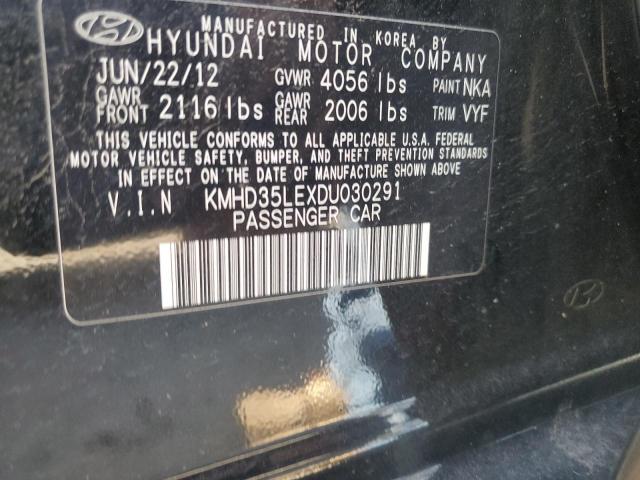 MANUFACTURED IN KOREA BY
HYUNDAI MOTOR COMPANY
JUN/22/12 GVWR 4056 lbs PAINT NKA
GAWR FRONT 2116 lbs GAWR REAR 2006 lbs TRIM VYF
THIS VEHICLE CONFORMS TO ALL APPLICABLE U.S.A. FEDERAL
MOTOR VEHICLE SAFETY, BUMPER, AND THEFT PREVENTION STANDARDS
IN EFFECT ON THE DATE OF MANUFACTURE SHOWN ABOVE
V.I.N KMHD35LEXDU030291
PASSENGER CAR